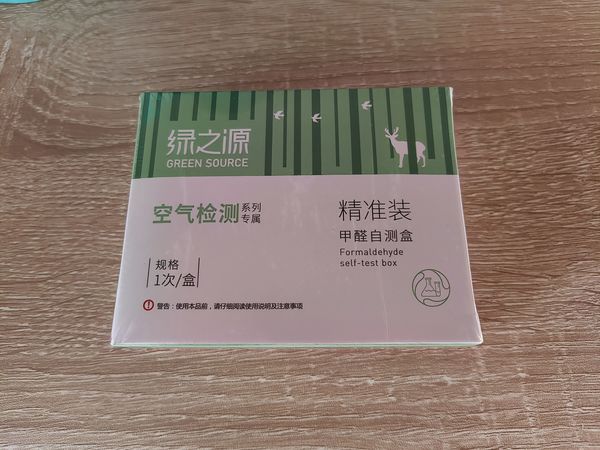 绿之源
GREEN SOURCE
空气检测 系列专属
精准装
甲醛自测盒
Formaldehyde
self-test box
规格
1次/盒
警告：使用本品前，请仔细阅读使用说明及注意事项